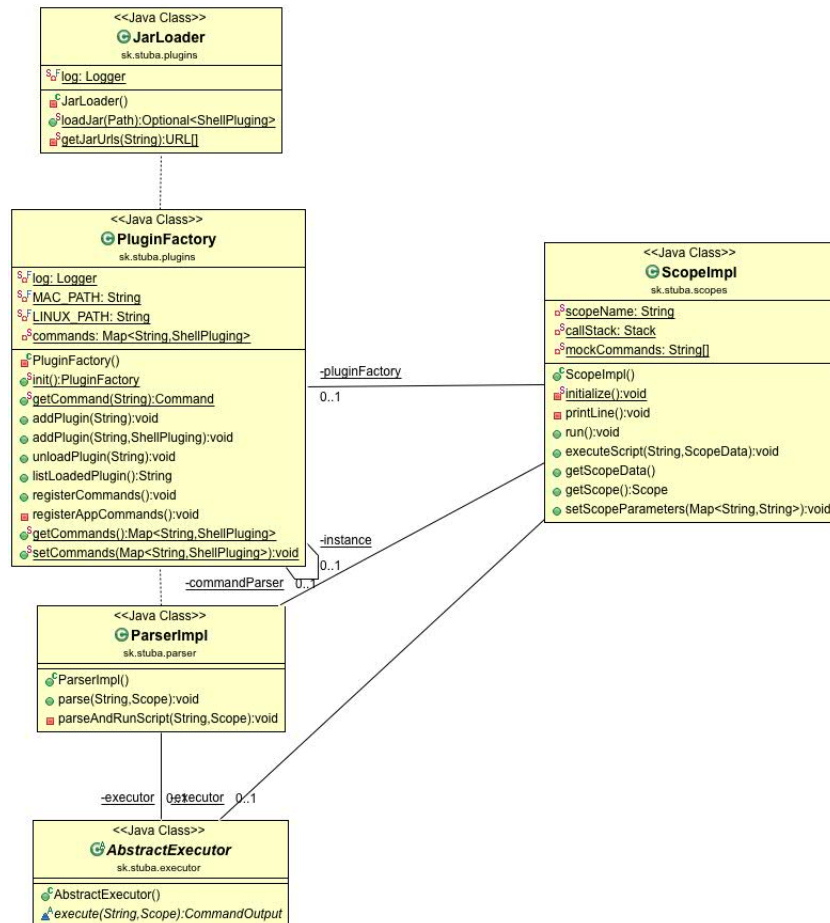 <<Java Class>>
JarLoader
sk.stuba.plugins
log: Logger
JarLoader()
loadJar(Path):Optional<ShellPluging>
getJarUrls(String):URL[]
<<Java Class>>
PluginFactory
sk.stuba.plugins
log: Logger
MAC_PATH: String
LINUX_PATH: String
commands: Map<String,ShellPluging>
PluginFactory()
init():PluginFactory
getCommand(String):Command
addPlugin(String):void
addPlugin(String,ShellPluging):void
unloadPlugin(String):void
listLoadedPlugin():String
registerCommands():void
registerAppCommands():void
getCommands():Map<String,ShellPluging>
setCommands(Map<String,ShellPluging>):void
-pluginFactory
0..1
<<Java Class>>
ScopeImpl
sk.stuba.scopes
scopeName: String
callStack: Stack
mockCommands: String[]
ScopeImpl()
initialize():void
printLine():void
run():void
executeScript(String,ScopeData):void
getScopeData()
getScope():Scope
setScopeParameters(Map<String,String>):void
-instance
0..1
-commandParser 0..1
<<Java Class>>
ParserImpl
sk.stuba.parser
ParserImpl()
parse(String,Scope):void
parseAndRunScript(String,Scope):void
-executor 0..1
-executor 0..1
<<Java Class>>
AbstractExecutor
sk.stuba.executor
AbstractExecutor()
execute(String,Scope):CommandOutput